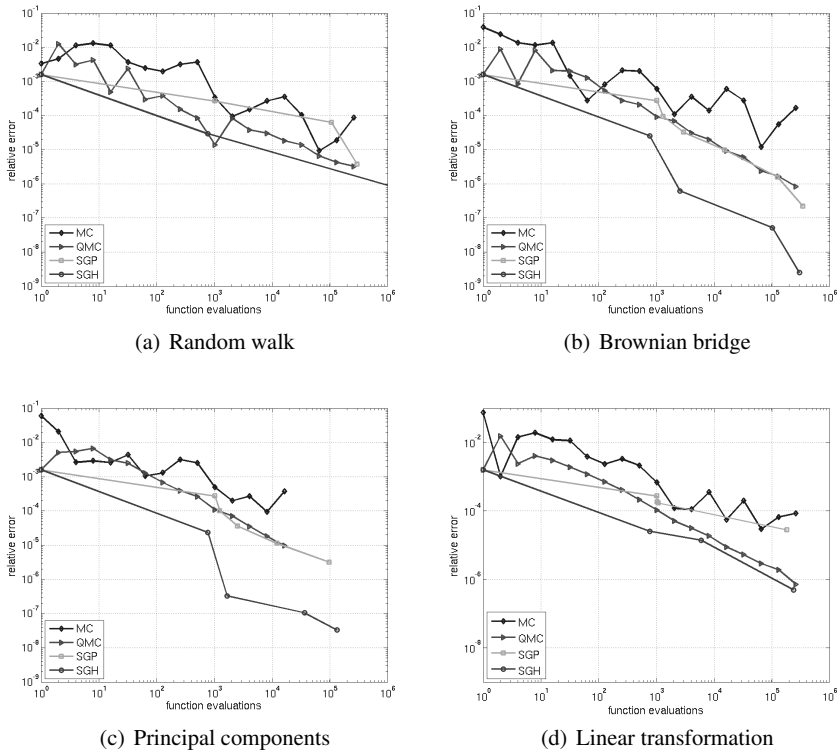 10^-1
10^-2
10^-3
10^-4
10^-5
10^-6
10^-7
10^-8
10^-9
relative error
MC
QMC
SGP
SGH
10^0 10^1 10^2 10^3 10^4 10^5 10^6
function evaluations
(a) Random walk
10^-1
10^-2
10^-3
10^-4
10^-5
10^-6
10^-7
10^-8
10^-9
relative error
MC
QMC
SGP
SGH
10^0 10^1 10^2 10^3 10^4 10^5 10^6
function evaluations
(b) Brownian bridge
10^-1
10^-2
10^-3
10^-4
10^-5
10^-6
10^-7
10^-8
10^-9
relative error
MC
QMC
SGP
SGH
10^0 10^1 10^2 10^3 10^4 10^5 10^6
function evaluations
(c) Principal components
10^-2
10^-4
10^-6
10^-8
relative error
MC
QMC
SGP
SGH
10^0 10^1 10^2 10^3 10^4 10^5 10^6
function evaluations
(d) Linear transformation